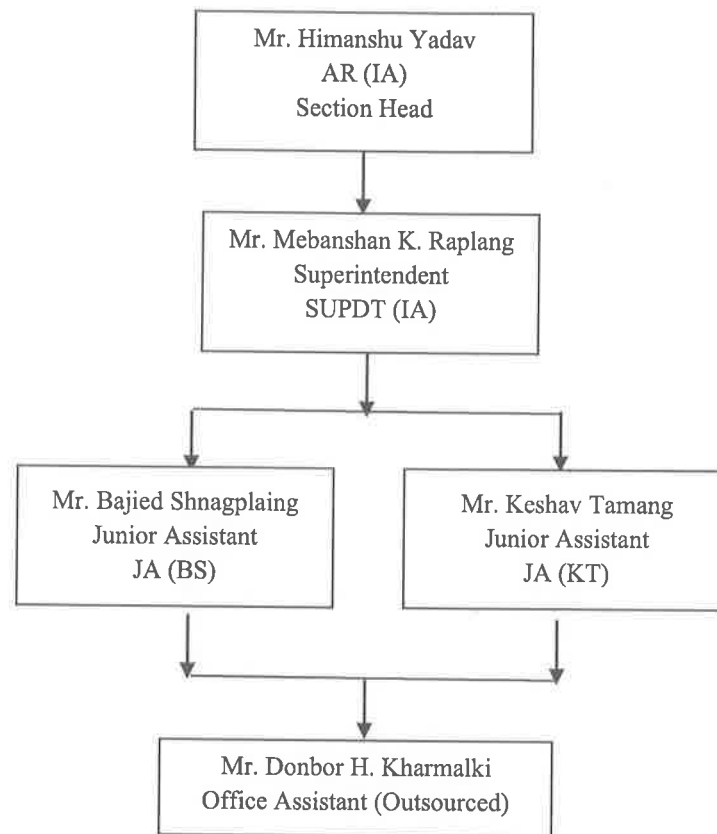 Mr. Himanshu Yadav
AR (IA)
Section Head
Mr. Mebanshan K. Raplang
Superintendent
SUPDT (IA)
Mr. Bajied Shnagplaing
Junior Assistant
JA (BS)
Mr. Keshav Tamang
Junior Assistant
JA (KT)
Mr. Donbor H. Kharmalki
Office Assistant (Outsourced)